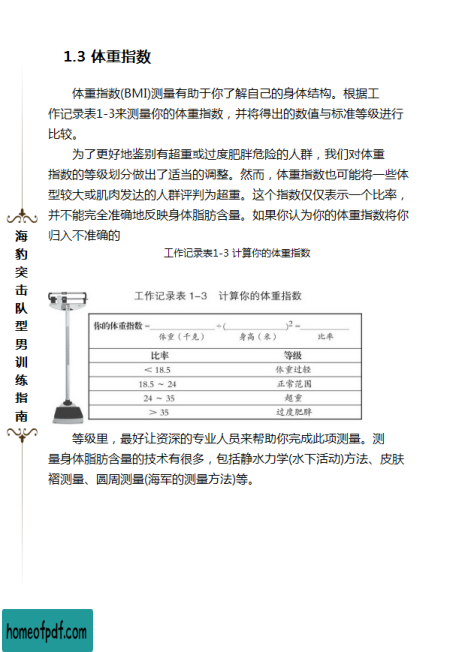 1.3 体重指数
体重指数(BMI)测量有助于你了解自己的身体结构。根据工
作记录表1-3来测量你的体重指数，并将得出的数值与标准等级进行
比较。
为了更好地鉴别有超重或过度肥胖危险的人群，我们对体重
指数的等级划分做出了适当的调整。然而，体重指数也可能将一些体
型较大或肌肉发达的人群评判为超重。这个指数仅仅表示一个比率，
并不能完全准确地反映身体脂肪含量。如果你认为你的体重指数将你
归入不准确的
工作记录表1-3 计算你的体重指数
工作记录表 1-3 计算你的体重指数
你的体重指数=________÷(________)2=________
体重（千克） 身高（米） 比率
比率 等级
＜18.5 体重过轻
18.5 ～ 24 正常范围
24 ～ 35 超重
＞35 过度肥胖
等级里，最好让资深的专业人员来帮助你完成此项测量。测
量身体脂肪含量的技术有很多，包括静水力学(水下活动)方法、皮肤
褶测量、圆周测量(海军的测量方法)等。
海豹突击队型男训练指南
homeofpdf.com